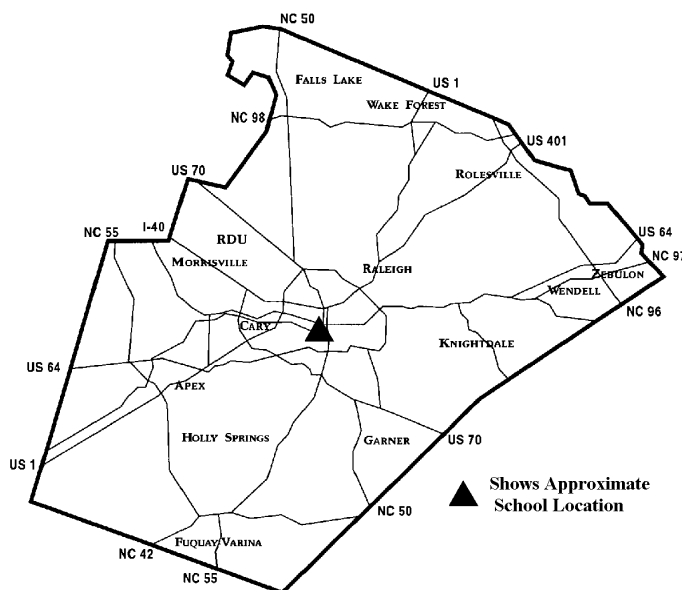 NC 50
FALLS LAKE
US 1
WAKE FOREST
NC 98
US 401
US 70
ROLESVILLE
I-40
NC 55
RDU
US 64
MORRISVILLE
RALEIGH
NC 97
ZEBULON
WENDELL
NC 96
CARY
KNIGHTDALE
US 64
APEX
HOLLY SPRINGS
GARNER
US 70
US 1
Shows Approximate
School Location
NC 50
FUQUAY-VARINA
NC 42
NC 55